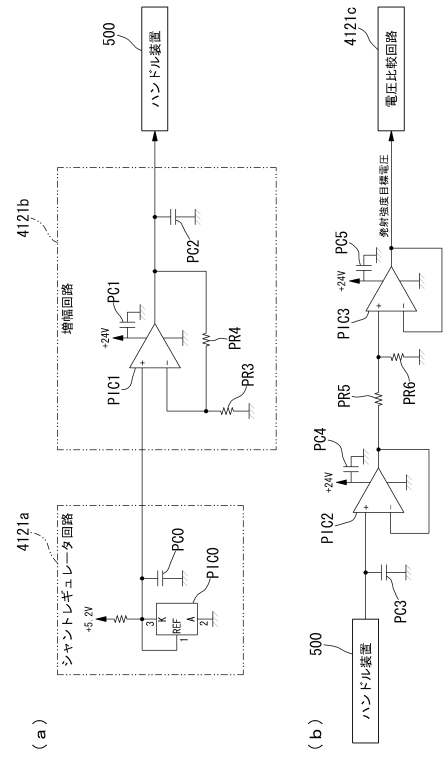 (a)
4121a
シャントレギュレータ回路
+5.2V
3
K
REF
1
A
2
PC0
PIC0
4121b
増幅回路
+24V
PC1
PIC1
+
−
PR4
PR3
PC2
500
ハンドル装置
(b)
500
ハンドル装置
PC3
+24V
PC4
PIC2
+
−
PR5
PR6
+24V
PC5
PIC3
+
−
発射強度目標電圧
4121c
電圧比較回路